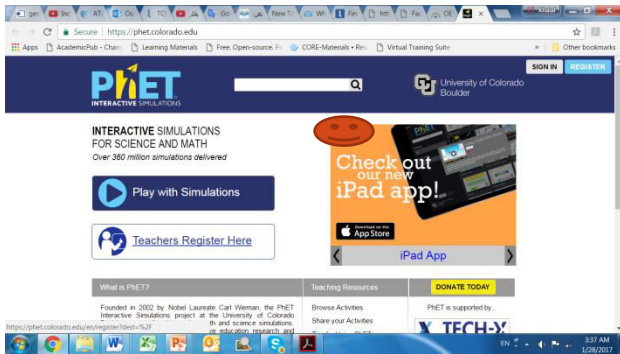 Secure | https://phet.colorado.edu
Apps
AcademicPub - Chan
Learning Materials
Free. Open-source. P
CORE-Materials • Re
Virtual Training Suite
»
Other bookmarks
SIGN IN
REGISTER
PhET
INTERACTIVE SIMULATIONS
University of Colorado
Boulder
INTERACTIVE SIMULATIONS
FOR SCIENCE AND MATH
Over 360 million simulations delivered
Play with Simulations
Teachers Register Here
Check out
our new
iPad app!
Download on the
App Store
iPad App
What is PhET?
Founded in 2002 by Nobel Laureate Carl Wieman, the PhET
Interactive Simulations project at the University of Colorado
th and science simulations.
education research and
Teaching Resources
Browse Activities
Share your Activities
DONATE TODAY
PhET is supported by
TECH-X
https://phet.colorado.edu/en/register?dest=%2F
EN
3:37 AM
1/28/2017